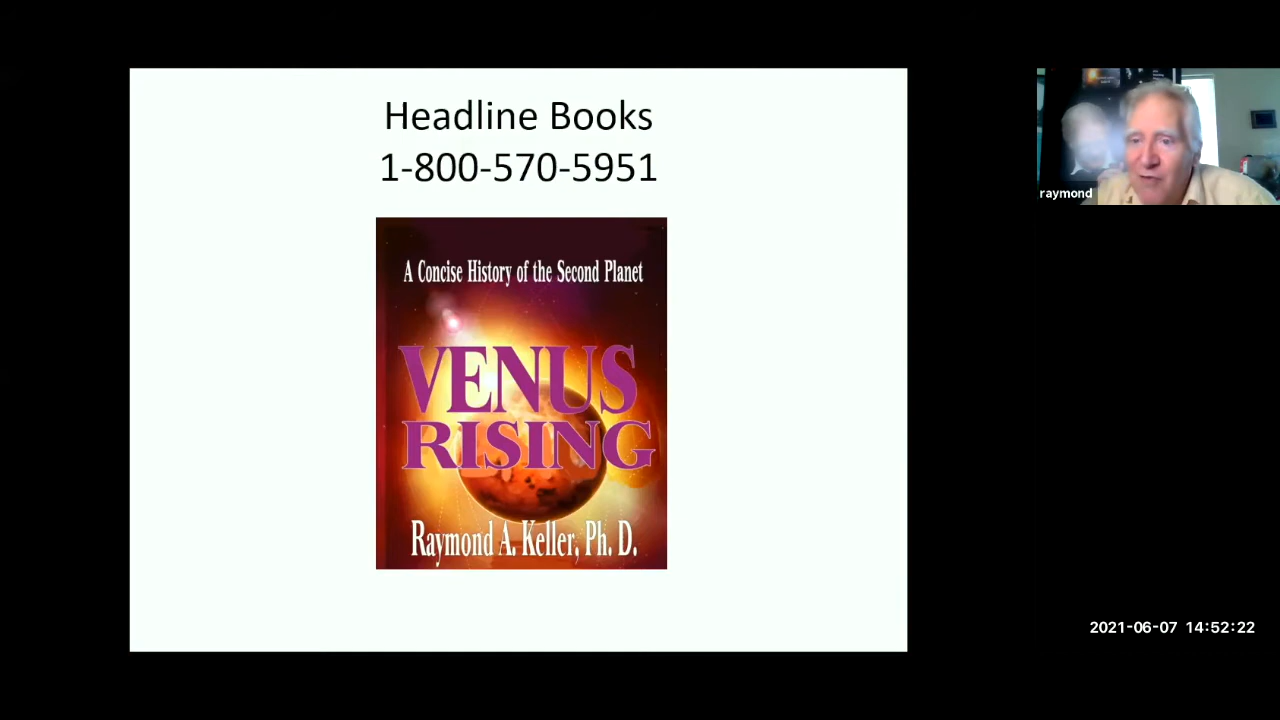 Headline Books
1-800-570-5951
A Concise History of the Second Planet
VENUS
RISING
Raymond A. Keller, Ph. D.
raymond
2021-06-07 14:52:22